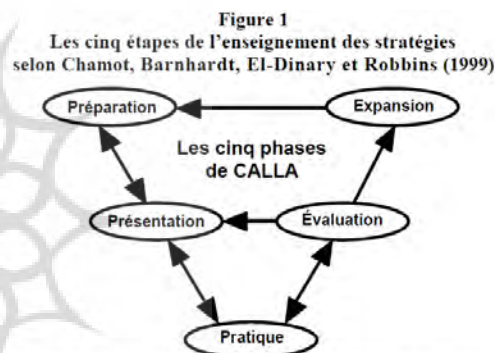 Figure 1
Les cinq étapes de l'enseignement des stratégies
selon Chamot, Barnhardt, El-Dinary et Robbins (1999)
Préparation
Expansion
Les cinq phases
de CALLA
Présentation
Évaluation
Pratique